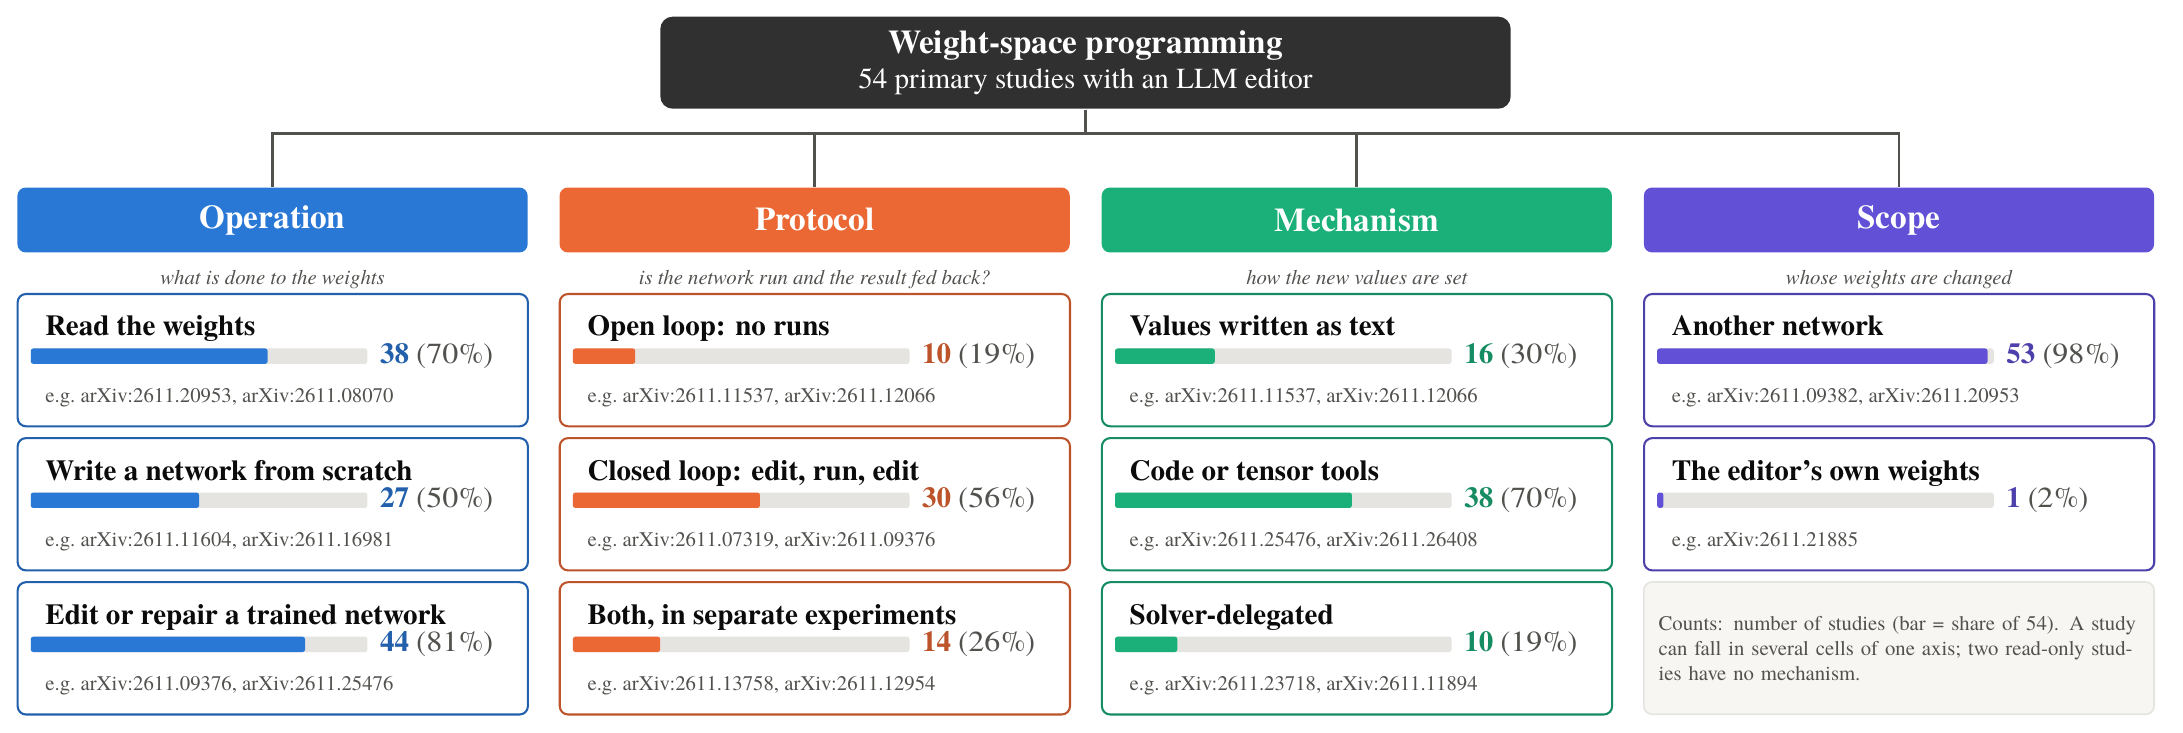 Weight-space programming
54 primary studies with an LLM editor
Operation
what is done to the weights
Read the weights
38 (70%)
e.g. arXiv:2611.20953, arXiv:2611.08070
Write a network from scratch
27 (50%)
e.g. arXiv:2611.11604, arXiv:2611.16981
Edit or repair a trained network
44 (81%)
e.g. arXiv:2611.09376, arXiv:2611.25476
Protocol
is the network run and the result fed back?
Open loop: no runs
10 (19%)
e.g. arXiv:2611.11537, arXiv:2611.12066
Closed loop: edit, run, edit
30 (56%)
e.g. arXiv:2611.07319, arXiv:2611.09376
Both, in separate experiments
14 (26%)
e.g. arXiv:2611.13758, arXiv:2611.12954
Mechanism
how the new values are set
Values written as text
16 (30%)
e.g. arXiv:2611.11537, arXiv:2611.12066
Code or tensor tools
38 (70%)
e.g. arXiv:2611.25476, arXiv:2611.26408
Solver-delegated
10 (19%)
e.g. arXiv:2611.23718, arXiv:2611.11894
Scope
whose weights are changed
Another network
53 (98%)
e.g. arXiv:2611.09382, arXiv:2611.20953
The editor's own weights
1 (2%)
e.g. arXiv:2611.21885
Counts: number of studies (bar = share of 54). A study
can fall in several cells of one axis; two read-only stud-
ies have no mechanism.